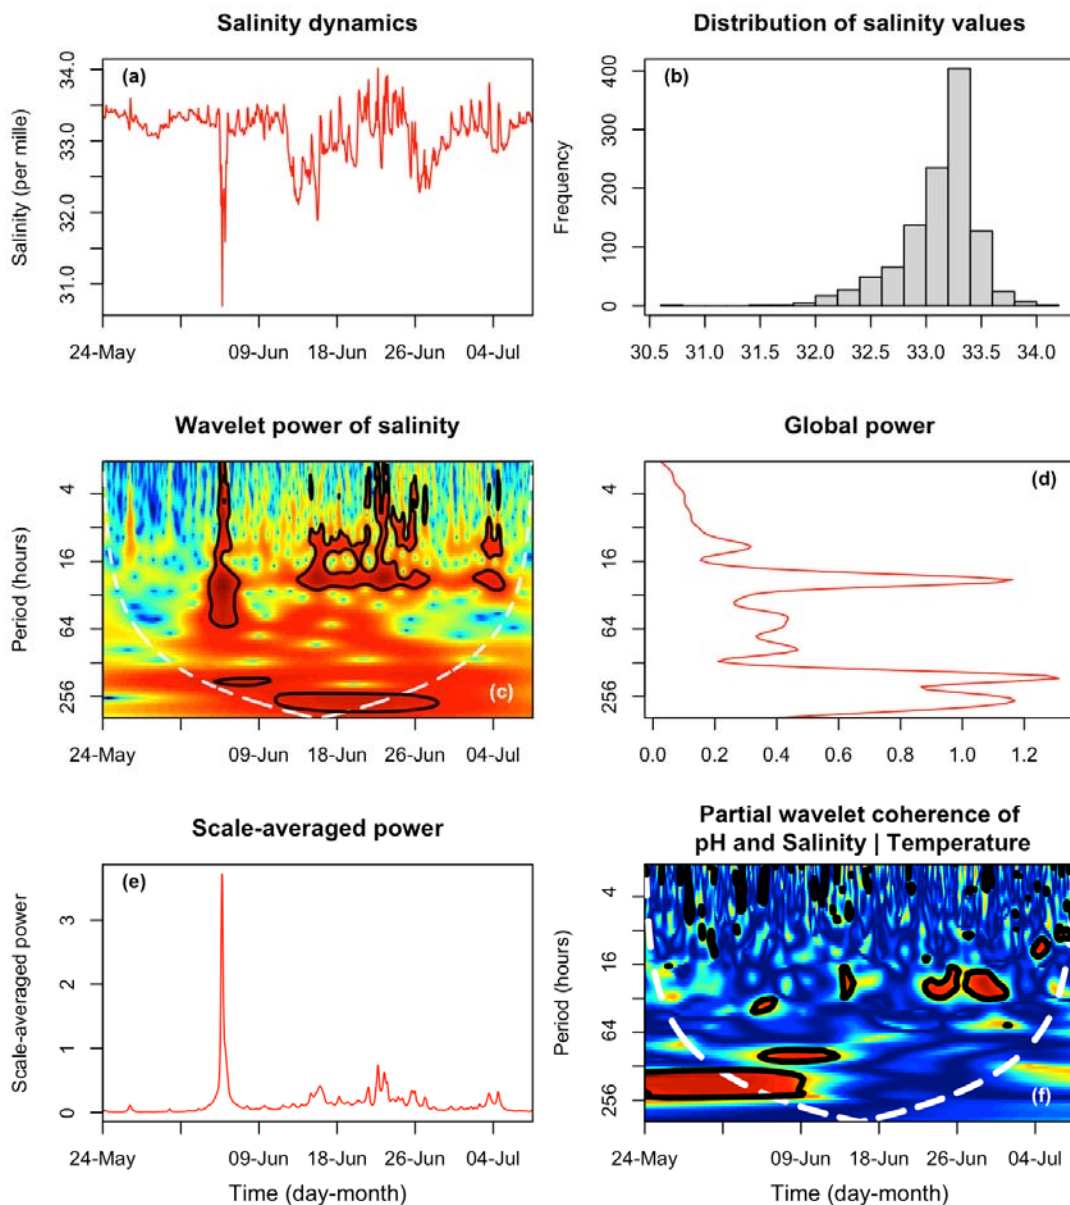 Salinity dynamics
(a)
Salinity (per mille)
34.0
33.0
32.0
31.0
24-May
09-Jun
18-Jun
26-Jun
04-Jul
Distribution of salinity values
(b)
Frequency
400
300
200
100
0
30.5
31.0
31.5
32.0
32.5
33.0
33.5
34.0
Wavelet power of salinity
Period (hours)
4
16
64
256
(c)
24-May
09-Jun
18-Jun
26-Jun
04-Jul
Global power
(d)
4
16
64
256
0.0
0.2
0.4
0.6
0.8
1.0
1.2
Scale-averaged power
(e)
Scale-averaged power
3
2
1
0
24-May
09-Jun
18-Jun
26-Jun
04-Jul
Time (day-month)
Partial wavelet coherence of
pH and Salinity | Temperature
Period (hours)
4
16
64
256
(f)
24-May
09-Jun
18-Jun
26-Jun
04-Jul
Time (day-month)